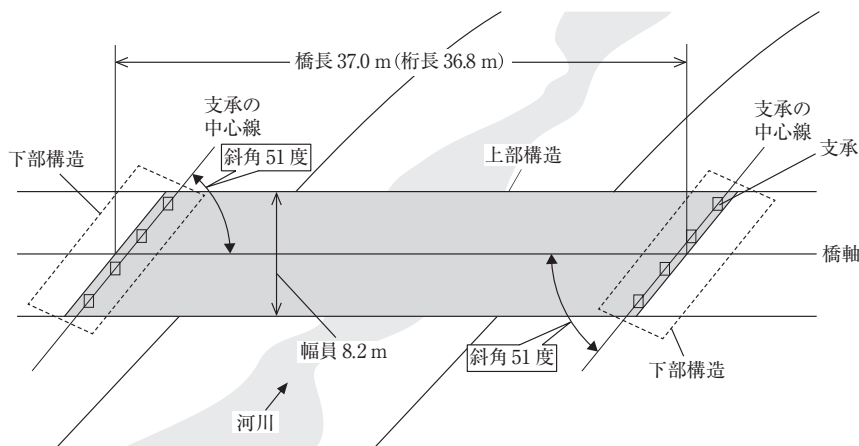 橋長 37.0 m（桁長 36.8 m）
支承の
中心線
支承の
中心線
下部構造
斜角 51 度
上部構造
支承
橋軸
幅員 8.2 m
斜角 51 度
下部構造
河川